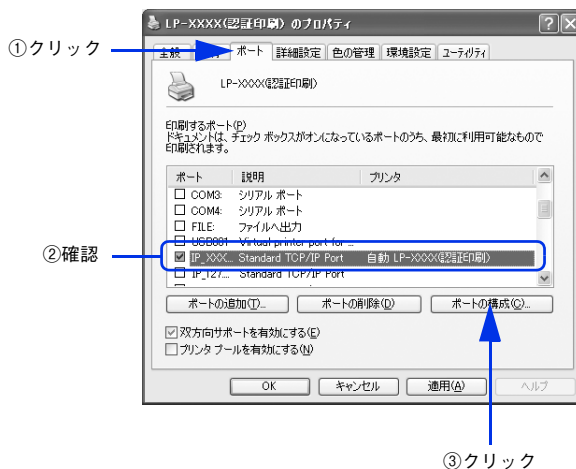 LP-XXXX(認証印刷) のプロパティ
①クリック
全般
ポート 詳細設定 色の管理 環境設定 ユーティリティ
LP-XXXX(認証印刷)
印刷するポート(P)
ドキュメントは、チェック ボックスがオンになっているポートのうち、最初に利用可能なもので
印刷されます。
ポート 説明 プリンタ
COM3: シリアル ポート
COM4: シリアル ポート
FILE: ファイルへ出力
USB001 Virtual printer port for ...
②確認
IP_XXX... Standard TCP/IP Port 自動 LP-XXXX(認証印刷)
IP_127... Standard TCP/IP Port
ポートの追加(T)... ポートの削除(D) ポートの構成(C)...
双方向サポートを有効にする(E)
プリンタ プールを有効にする(N)
OK キャンセル 適用(A) ヘルプ
③クリック